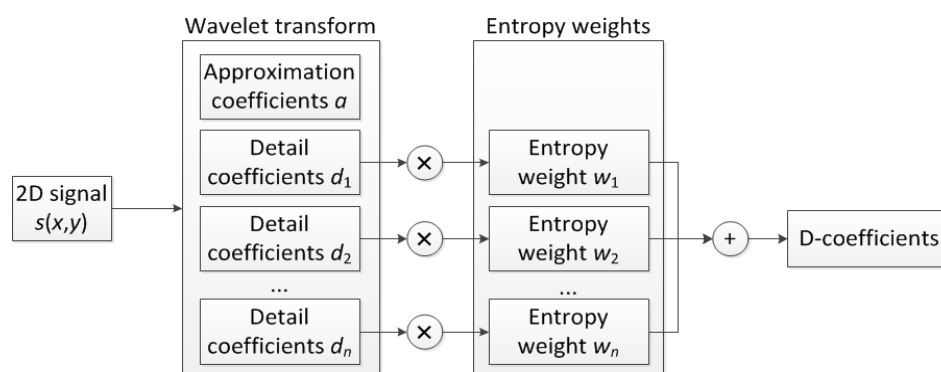 Wavelet transform
Entropy weights
Approximation
coefficients a
Detail
coefficients d₁
×
Entropy
weight w₁
2D signal
s(x,y)
Detail
coefficients d₂
×
Entropy
weight w₂
+
D-coefficients
...
...
Detail
coefficients dₙ
×
Entropy
weight wₙ